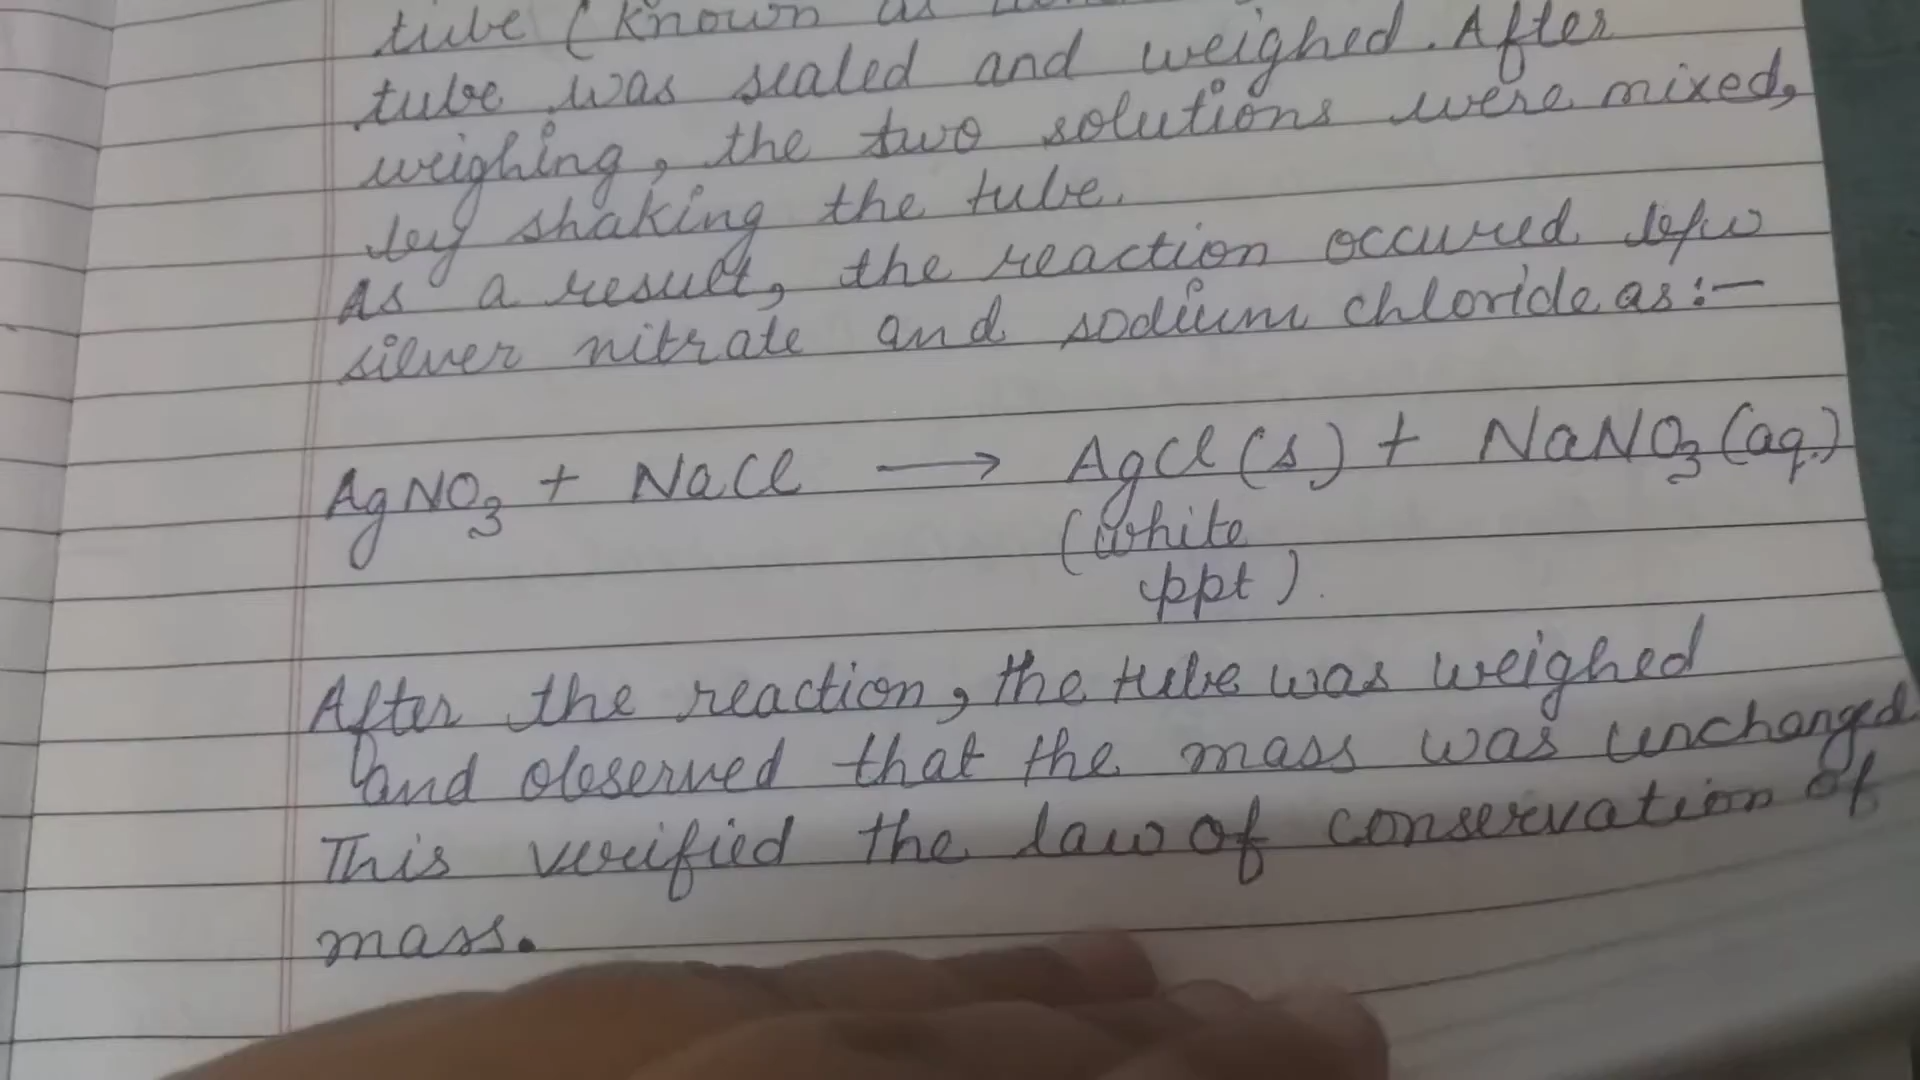 tube (known as
tube was sealed and weighed. After
weighing, the two solutions were mixed,
by shaking the tube.
As a result, the reaction occured b/w
silver nitrate and sodium chloride as:-
AgNO₃ + NaCl ⟶ AgCl (s) + NaNO₃ (aq.)
(white
ppt).
After the reaction, the tube was weighed
and observed that the mass was unchanged
This verified the law of conservation of
mass.